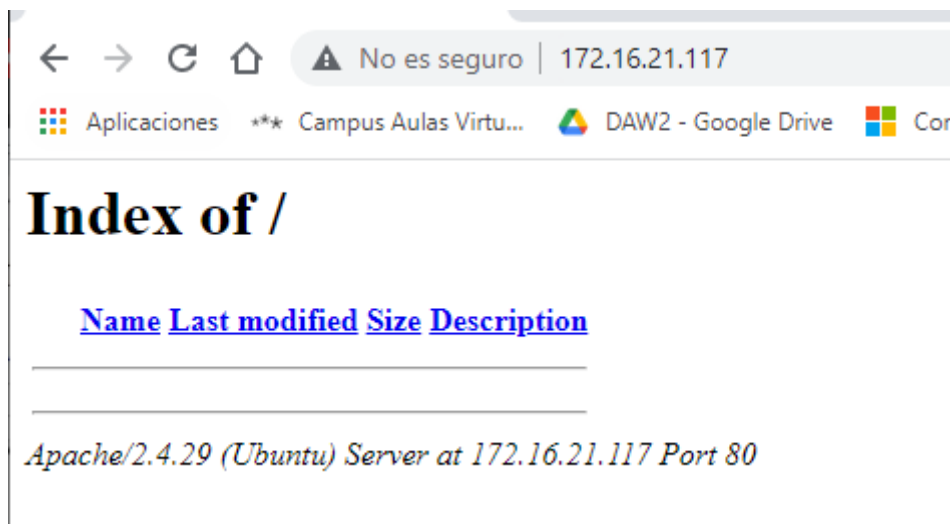 No es seguro | 172.16.21.117
Aplicaciones Campus Aulas Virtu... DAW2 - Google Drive Cor
Index of /
Name Last modified Size Description
Apache/2.4.29 (Ubuntu) Server at 172.16.21.117 Port 80